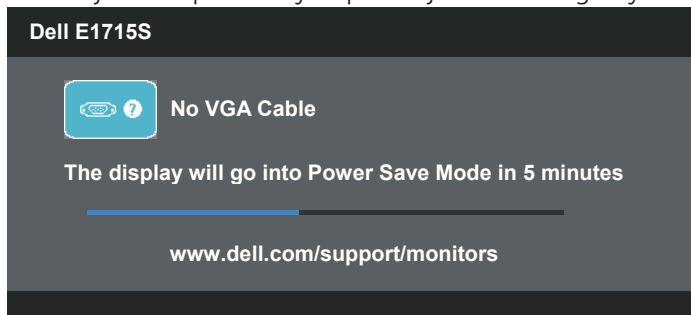 Dell E1715S
? No VGA Cable
The display will go into Power Save Mode in 5 minutes
www.dell.com/support/monitors